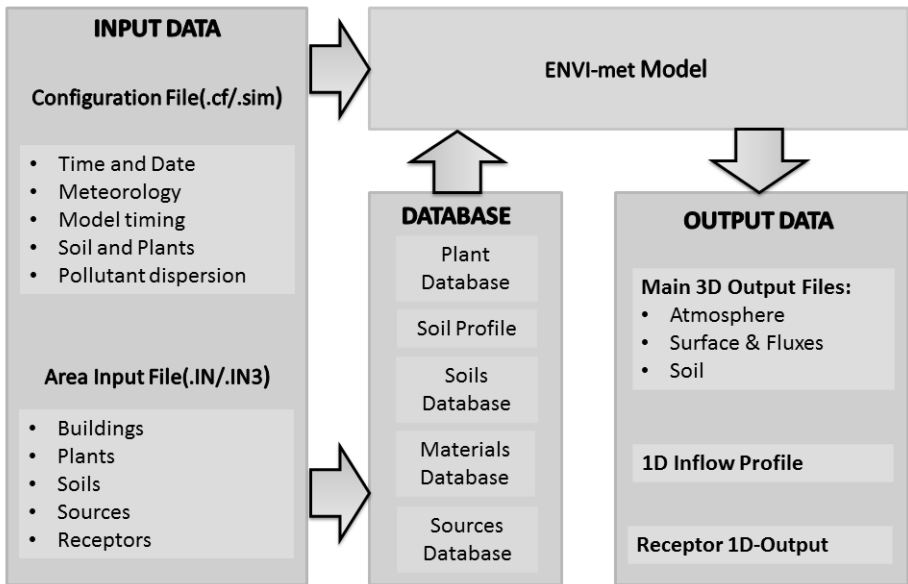 INPUT DATA
Configuration File(.cf/.sim)
• Time and Date
• Meteorology
• Model timing
• Soil and Plants
• Pollutant dispersion
Area Input File(.IN/.IN3)
• Buildings
• Plants
• Soils
• Sources
• Receptors
ENVI-met Model
DATABASE
Plant
Database
Soil Profile
Soils
Database
Materials
Database
Sources
Database
OUTPUT DATA
Main 3D Output Files:
• Atmosphere
• Surface & Fluxes
• Soil
1D Inflow Profile
Receptor 1D-Output